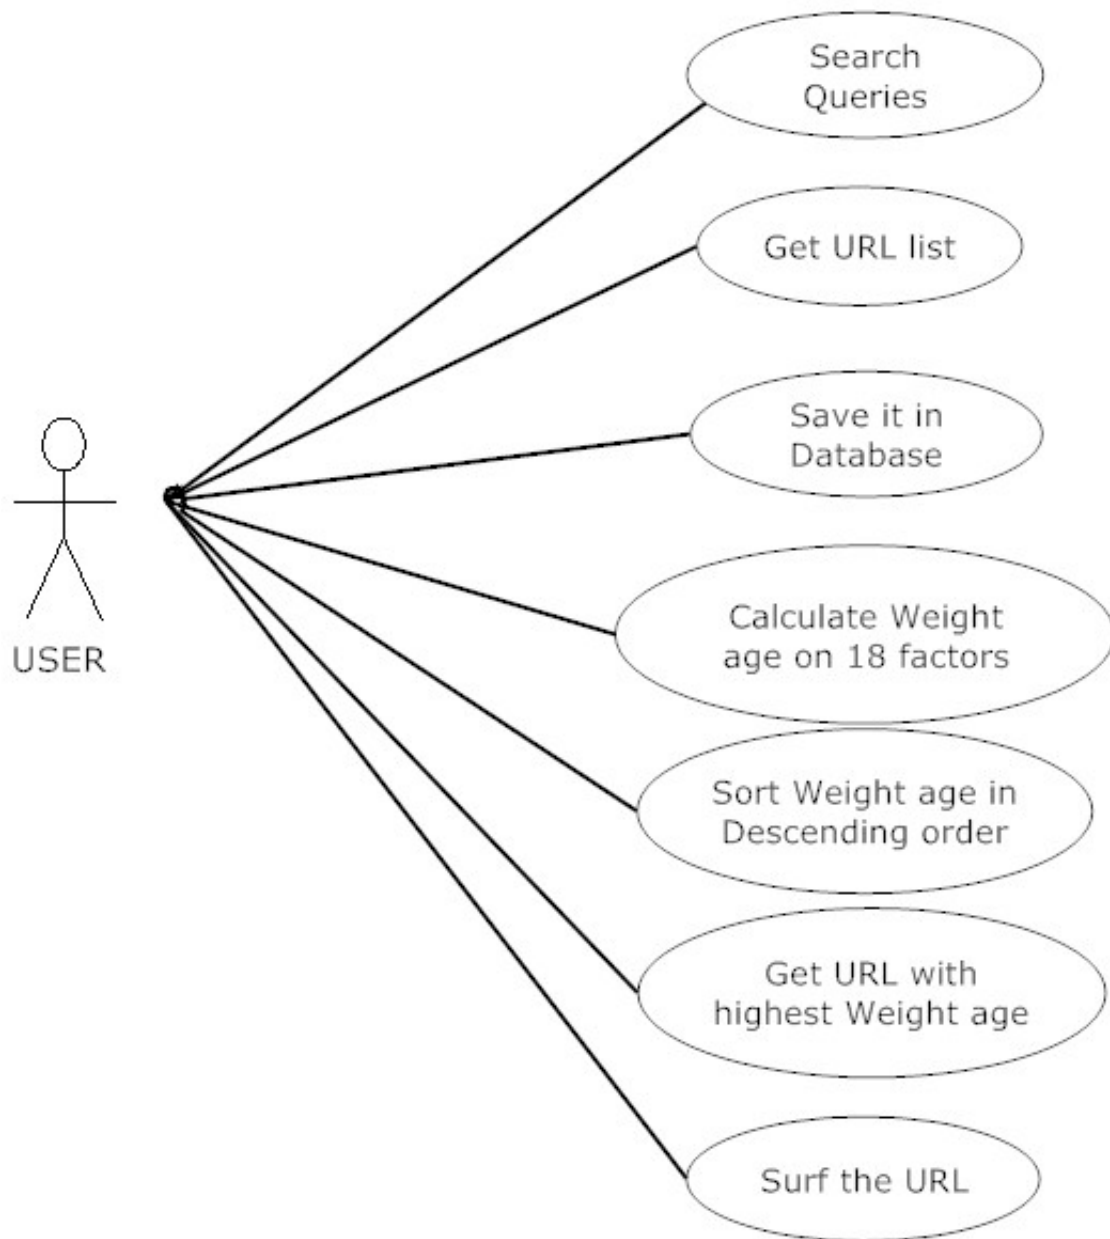 Search
Queries
Get URL list
Save it in
Database
Calculate Weight
age on 18 factors
USER
Sort Weight age in
Descending order
Get URL with
highest Weight age
Surf the URL